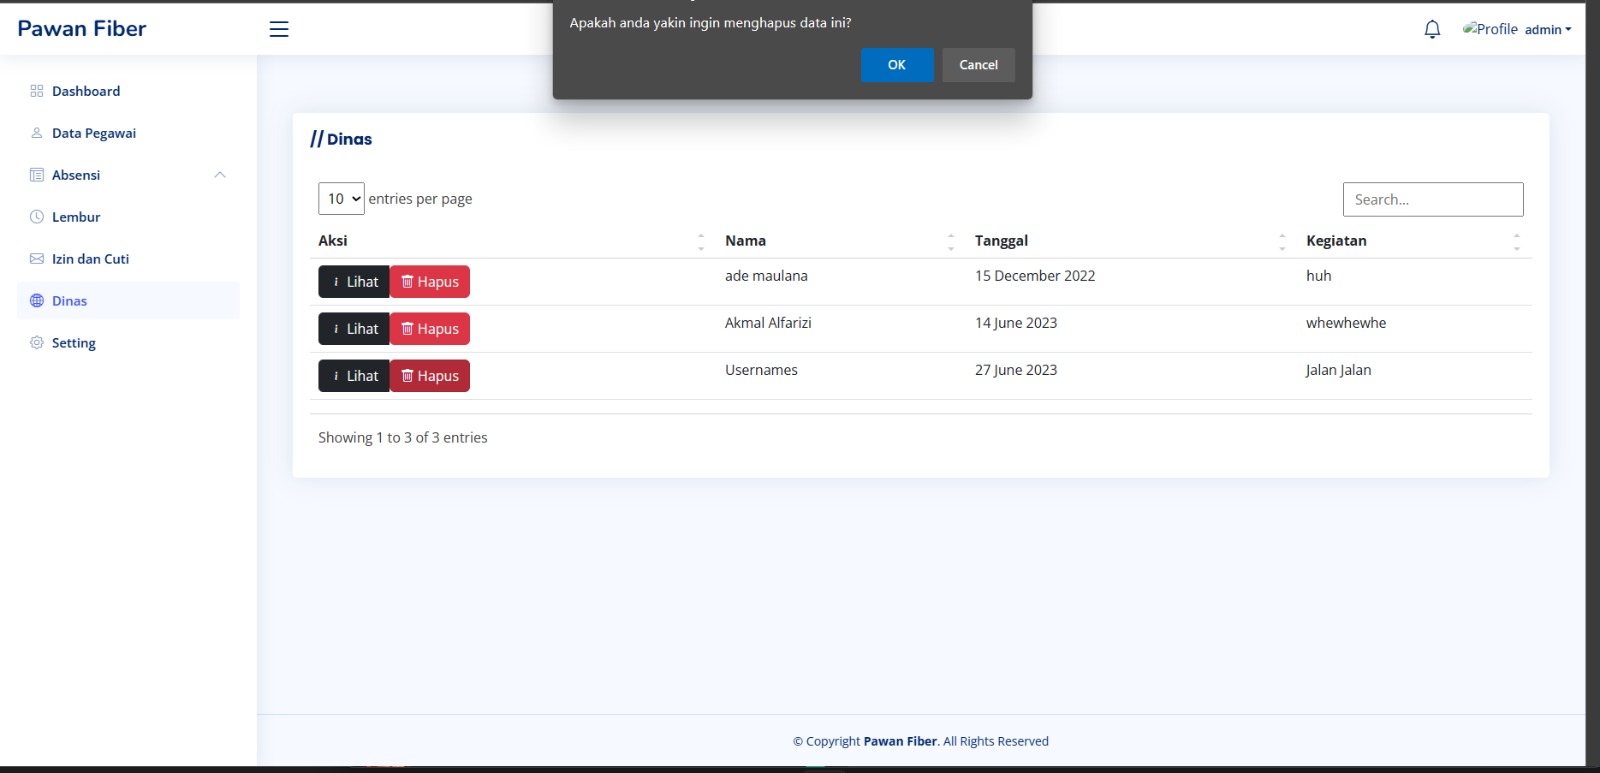 Pawan Fiber
Apakah anda yakin ingin menghapus data ini?
OK Cancel
Profile admin
Dashboard
Data Pegawai
Absensi
Lembur
Izin dan Cuti
Dinas
Setting
// Dinas
10 entries per page
Search...
Aksi Nama Tanggal Kegiatan
Lihat Hapus ade maulana 15 December 2022 huh
Lihat Hapus Akmal Alfarizi 14 June 2023 whewhewhe
Lihat Hapus Usernames 27 June 2023 Jalan Jalan
Showing 1 to 3 of 3 entries
© Copyright Pawan Fiber. All Rights Reserved